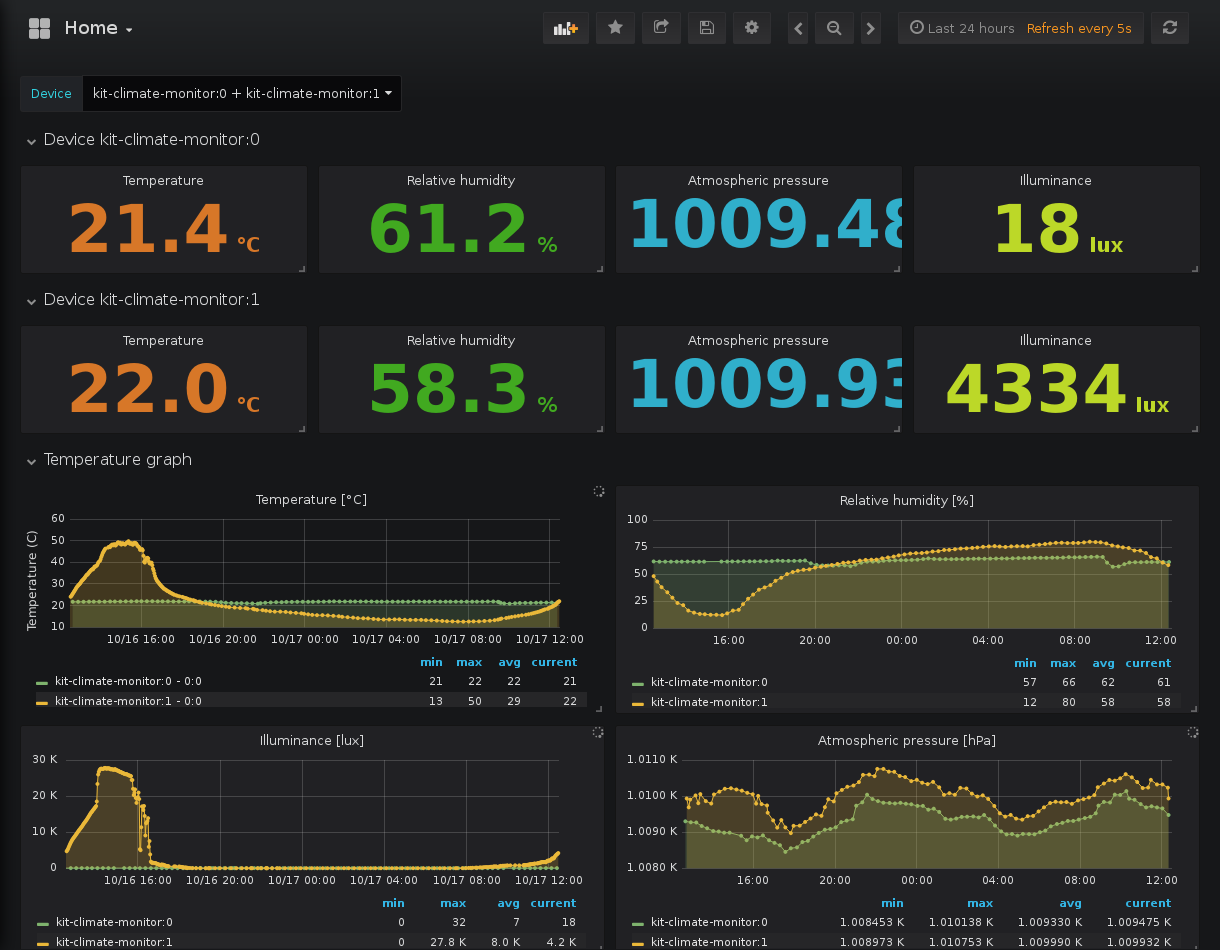 Home
Last 24 hours Refresh every 5s
Device kit-climate-monitor:0 + kit-climate-monitor:1
Device kit-climate-monitor:0
Temperature Relative humidity Atmospheric pressure Illuminance
21.4 °C 61.2 % 1009.48 18 lux
Device kit-climate-monitor:1
Temperature Relative humidity Atmospheric pressure Illuminance
22.0 °C 58.3 % 1009.93 4334 lux
Temperature graph
Temperature [°C]
Temperature (C)
60
50
40
30
20
10
10/16 16:00 10/16 20:00 10/17 00:00 10/17 04:00 10/17 08:00 10/17 12:00
min max avg current
kit-climate-monitor:0 - 0:0 21 22 22 21
kit-climate-monitor:1 - 0:0 13 50 29 22
Relative humidity [%]
100
75
50
25
0
16:00 20:00 00:00 04:00 08:00 12:00
min max avg current
kit-climate-monitor:0 57 66 62 61
kit-climate-monitor:1 12 80 58 58
Illuminance [lux]
30 K
20 K
10 K
0
10/16 16:00 10/16 20:00 10/17 00:00 10/17 04:00 10/17 08:00 10/17 12:00
min max avg current
kit-climate-monitor:0 0 32 7 18
kit-climate-monitor:1 0 27.8 K 8.0 K 4.2 K
Atmospheric pressure [hPa]
1.0110 K
1.0100 K
1.0090 K
1.0080 K
16:00 20:00 00:00 04:00 08:00 12:00
min max avg current
kit-climate-monitor:0 1.008453 K 1.010138 K 1.009330 K 1.009475 K
kit-climate-monitor:1 1.008973 K 1.010753 K 1.009990 K 1.009932 K